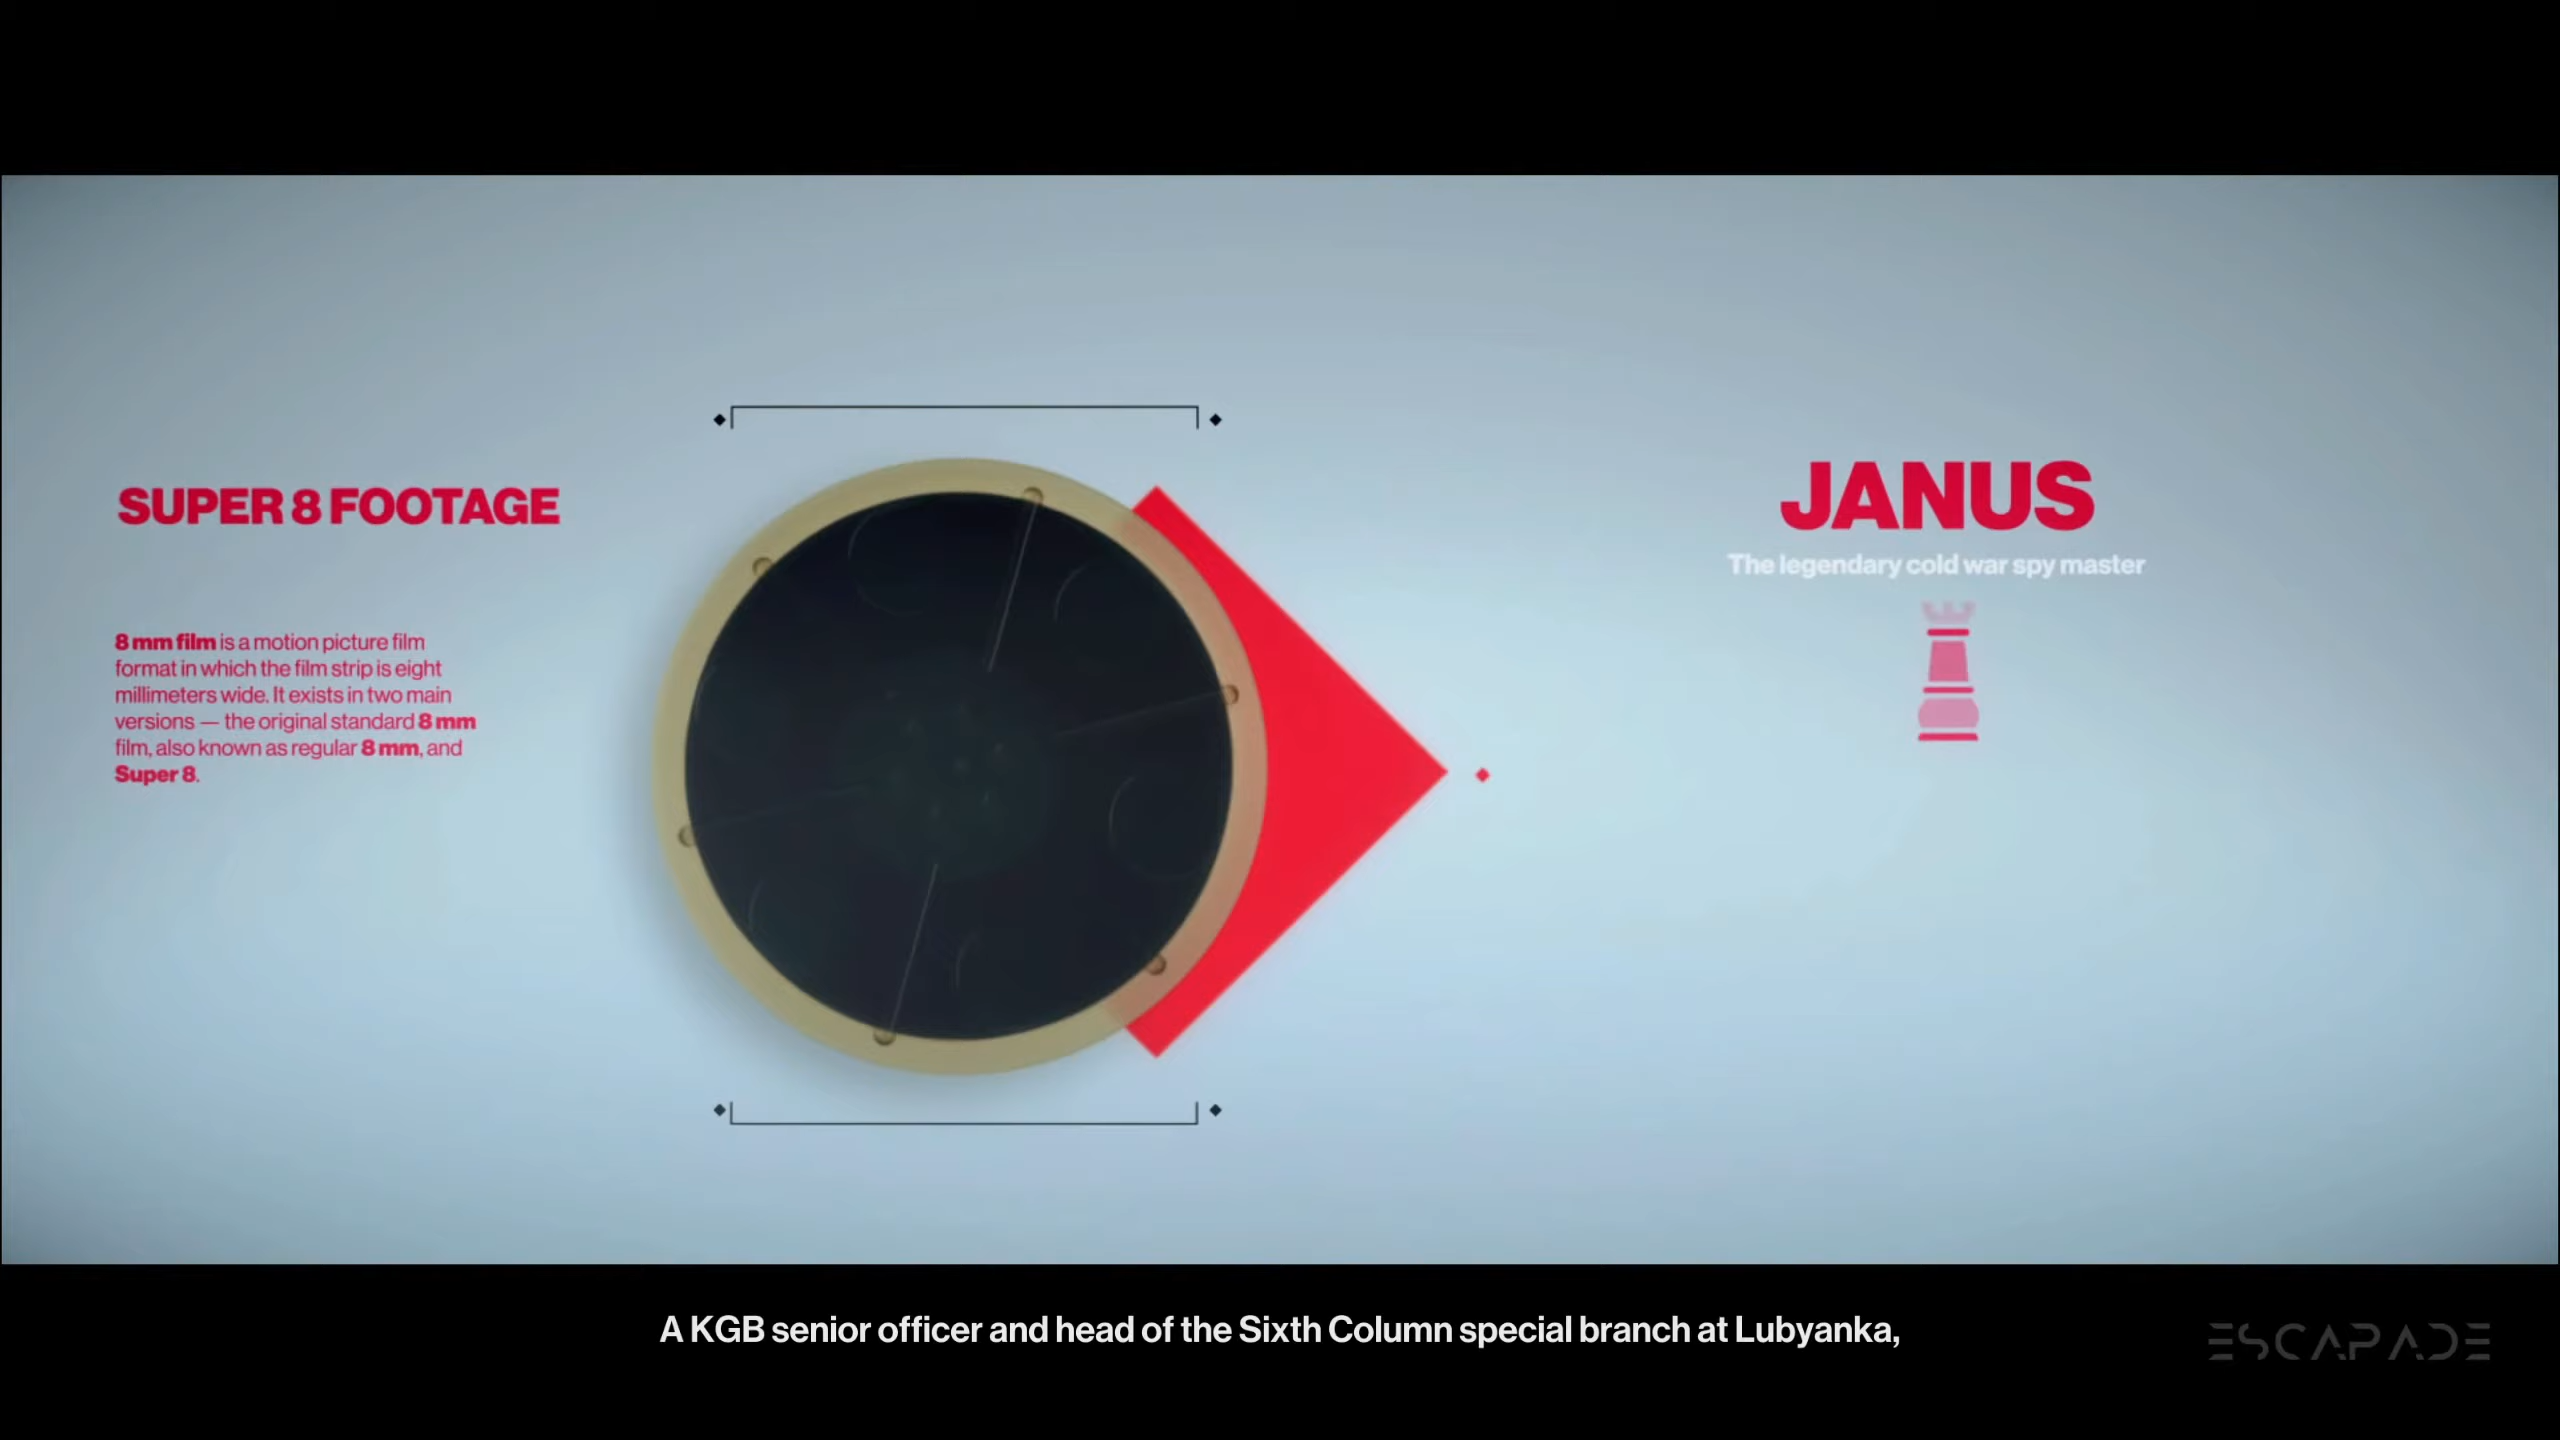 SUPER 8 FOOTAGE
8 mm film is a motion picture film
format in which the film strip is eight
millimeters wide. It exists in two main
versions — the original standard 8 mm
film, also known as regular 8 mm, and
Super 8.
JANUS
The legendary cold war spy master
A KGB senior officer and head of the Sixth Column special branch at Lubyanka,
ESCAPADE